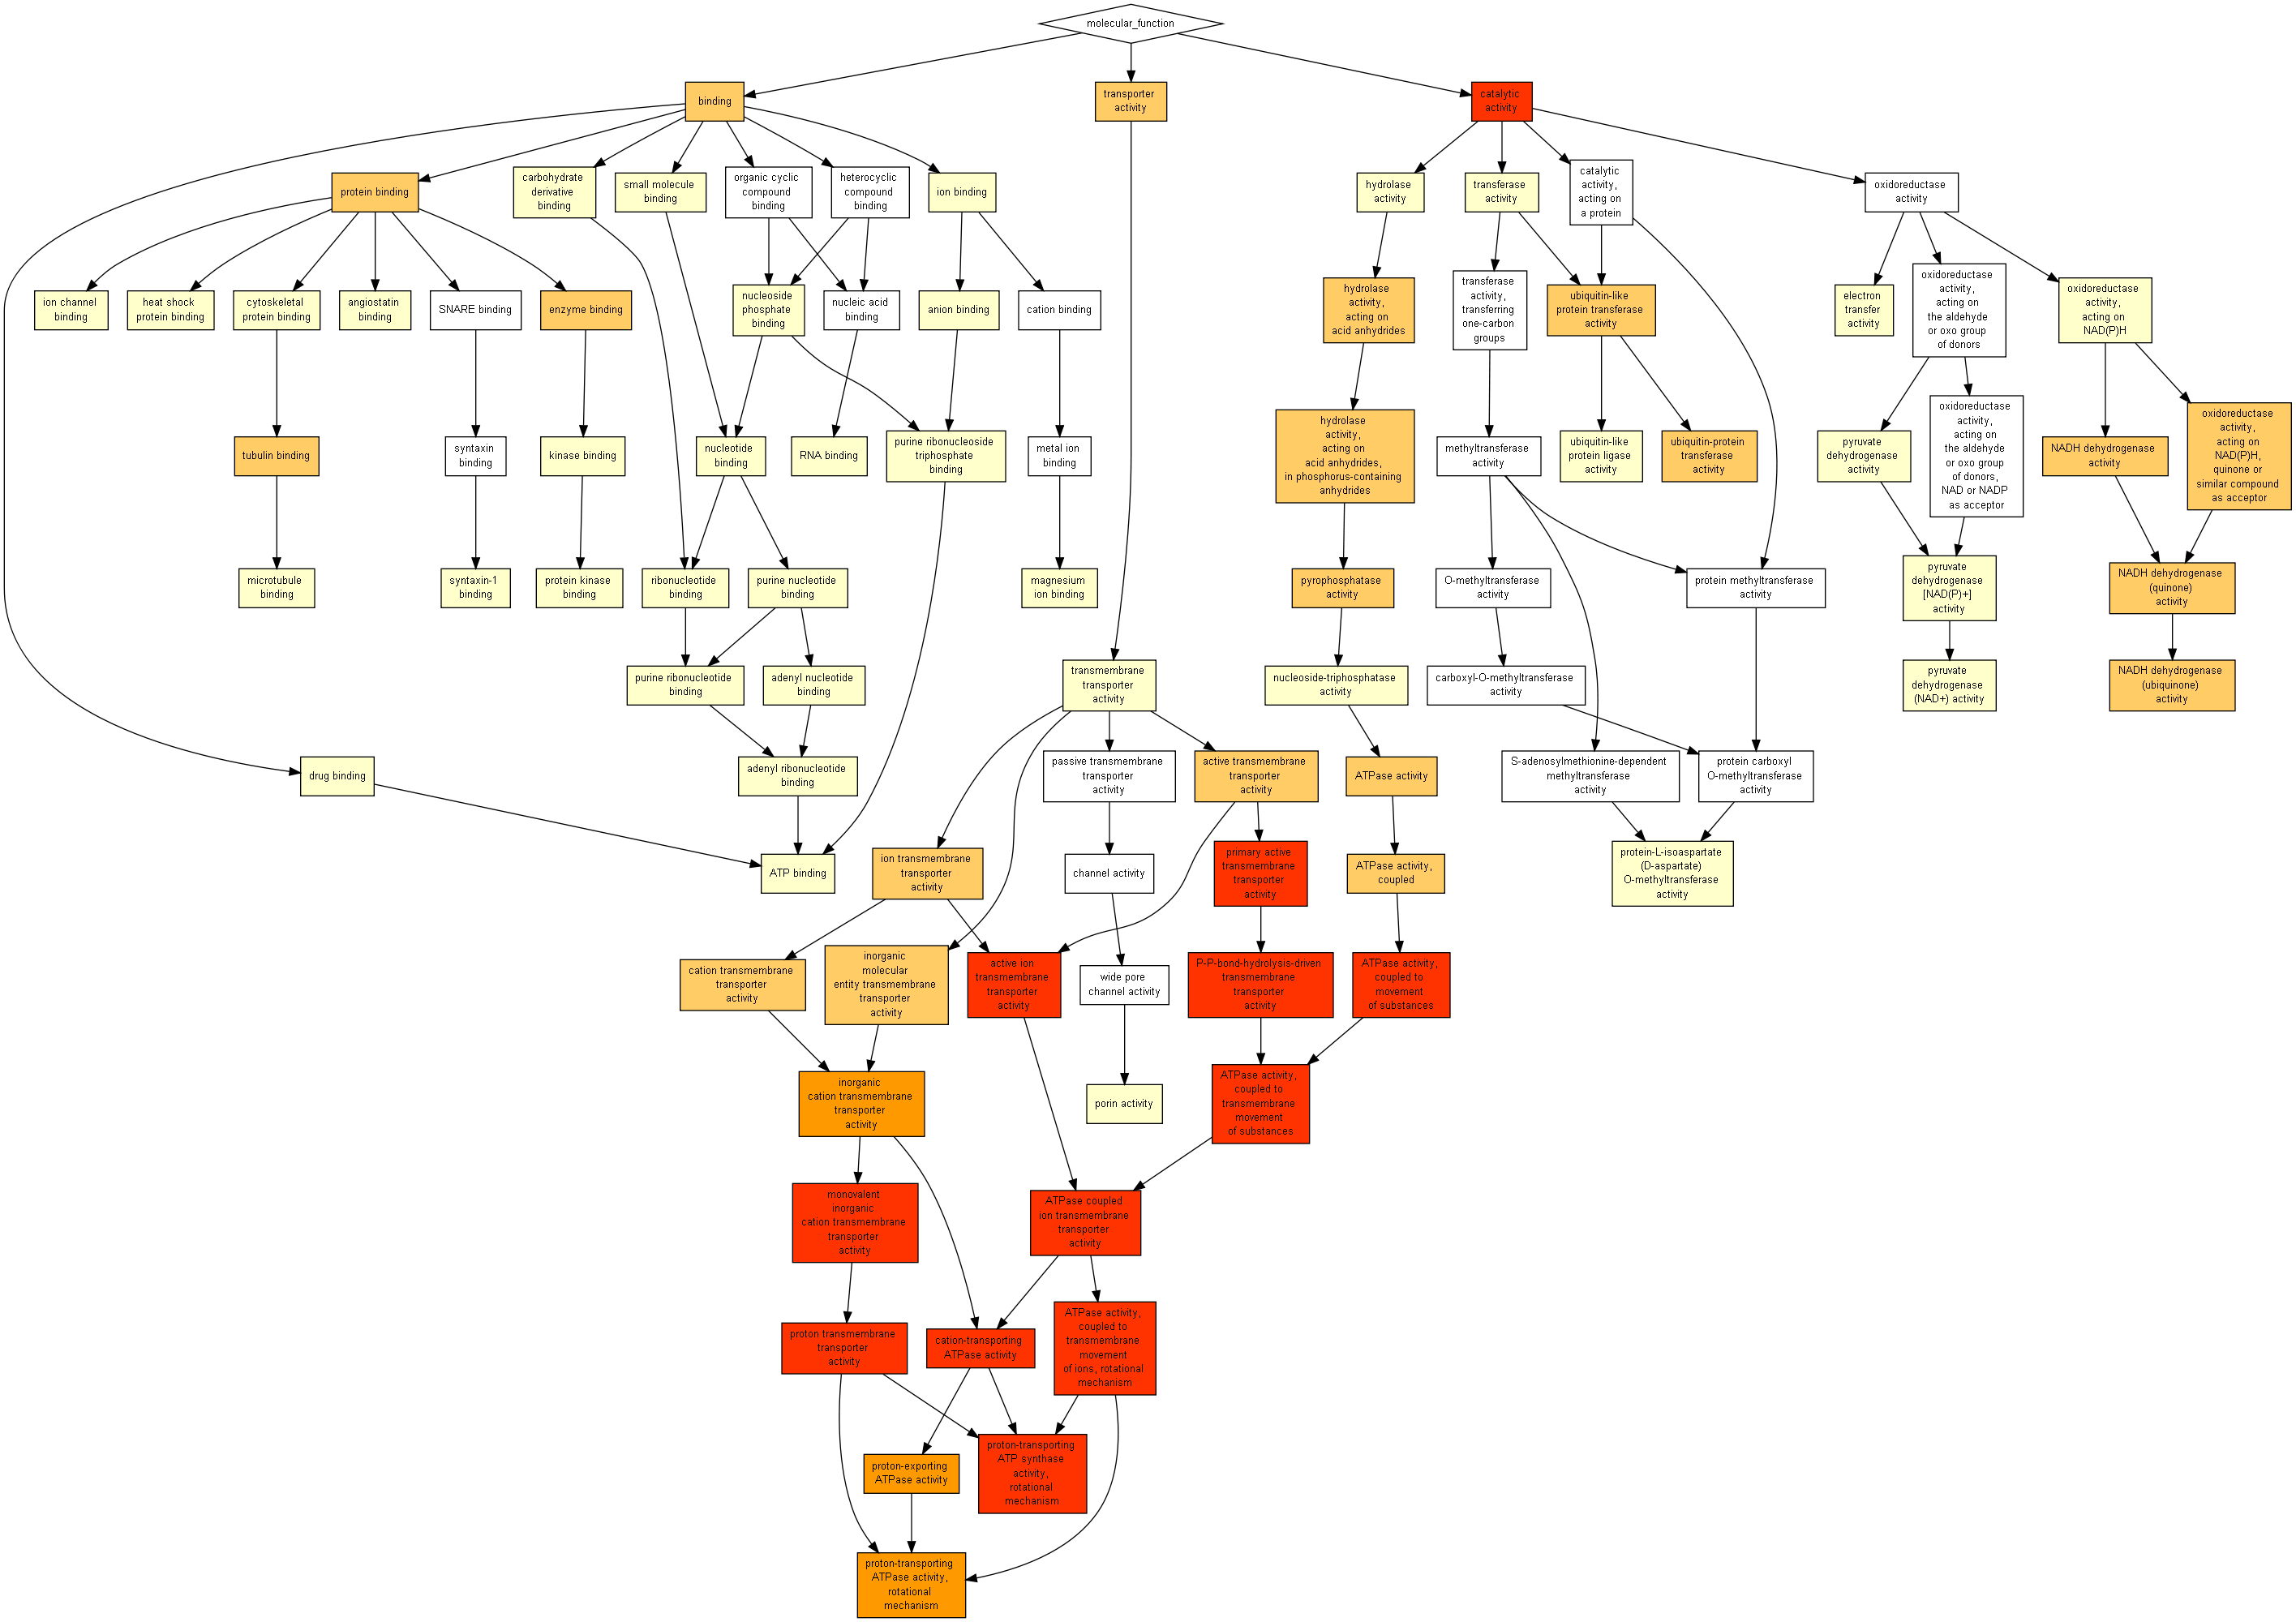 molecular_function
binding
transporter
activity
catalytic
activity
protein binding
carbohydrate
derivative
binding
small molecule
binding
organic cyclic
compound
binding
heterocyclic
compound
binding
ion binding
hydrolase
activity
transferase
activity
catalytic
activity,
acting on
a protein
oxidoreductase
activity
ion channel
binding
heat shock
protein binding
cytoskeletal
protein binding
angiostatin
binding
SNARE binding
enzyme binding
nucleoside
phosphate
binding
nucleic acid
binding
anion binding
cation binding
hydrolase
activity,
acting on
acid anhydrides
transferase
activity,
transferring
one-carbon
groups
ubiquitin-like
protein transferase
activity
electron
transfer
activity
oxidoreductase
activity,
acting on
the aldehyde
or oxo group
of donors
oxidoreductase
activity,
acting on
NAD(P)H
tubulin binding
syntaxin
binding
kinase binding
nucleotide
binding
RNA binding
purine ribonucleoside
triphosphate
binding
metal ion
binding
hydrolase
activity,
acting on
acid anhydrides,
in phosphorus-containing
anhydrides
methyltransferase
activity
ubiquitin-like
protein ligase
activity
ubiquitin-protein
transferase
activity
pyruvate
dehydrogenase
activity
oxidoreductase
activity,
acting on
the aldehyde
or oxo group
of donors,
NAD or NADP
as acceptor
NADH dehydrogenase
activity
oxidoreductase
activity,
acting on
NAD(P)H,
quinone or
similar compound
as acceptor
microtubule
binding
syntaxin-1
binding
protein kinase
binding
ribonucleotide
binding
purine nucleotide
binding
magnesium
ion binding
pyrophosphatase
activity
O-methyltransferase
activity
protein methyltransferase
activity
pyruvate
dehydrogenase
[NAD(P)+]
activity
NADH dehydrogenase
(quinone)
activity
purine ribonucleotide
binding
adenyl nucleotide
binding
transmembrane
transporter
activity
nucleoside-triphosphatase
activity
carboxyl-O-methyltransferase
activity
pyruvate
dehydrogenase
(NAD+) activity
NADH dehydrogenase
(ubiquinone)
activity
drug binding
adenyl ribonucleotide
binding
passive transmembrane
transporter
activity
active transmembrane
transporter
activity
ATPase activity
S-adenosylmethionine-dependent
methyltransferase
activity
protein carboxyl
O-methyltransferase
activity
ATP binding
ion transmembrane
transporter
activity
channel activity
primary active
transmembrane
transporter
activity
ATPase activity,
coupled
protein-L-isoaspartate
(D-aspartate)
O-methyltransferase
activity
cation transmembrane
transporter
activity
inorganic
molecular
entity transmembrane
transporter
activity
active ion
transmembrane
transporter
activity
wide pore
channel activity
P-P-bond-hydrolysis-driven
transmembrane
transporter
activity
ATPase activity,
coupled to
movement
of substances
inorganic
cation transmembrane
transporter
activity
porin activity
ATPase activity,
coupled to
transmembrane
movement
of substances
monovalent
inorganic
cation transmembrane
transporter
activity
ATPase coupled
ion transmembrane
transporter
activity
proton transmembrane
transporter
activity
cation-transporting
ATPase activity
ATPase activity,
coupled to
transmembrane
movement
of ions, rotational
mechanism
proton-exporting
ATPase activity
proton-transporting
ATP synthase
activity,
rotational
mechanism
proton-transporting
ATPase activity,
rotational
mechanism